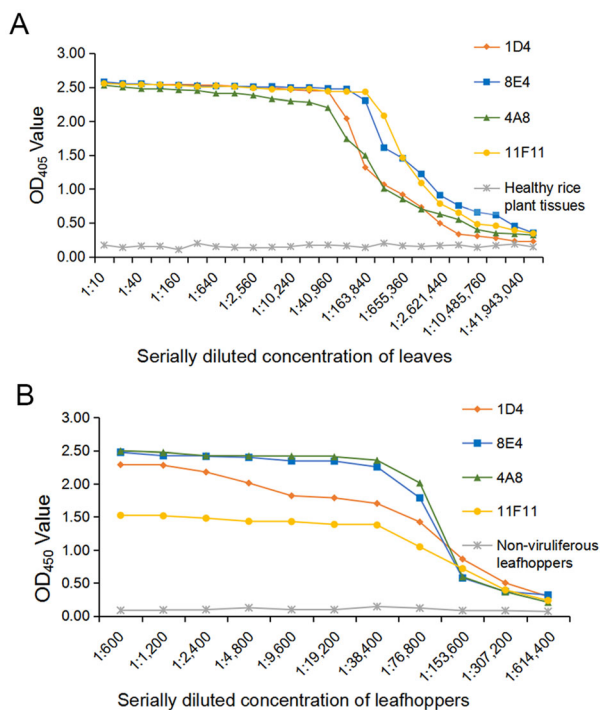 A
3.00
2.50
2.00
1.50
1.00
0.50
0.00
OD405 Value
1:10
1:40
1:160
1:640
1:2,560
1:10,240
1:40,960
1:163,840
1:655,360
1:2,621,440
1:10,485,760
1:41,943,040
Serially diluted concentration of leaves
1D4
8E4
4A8
11F11
Healthy rice
plant tissues
B
3.00
2.50
2.00
1.50
1.00
0.50
0.00
OD450 Value
1:600
1:1,200
1:2,400
1:4,800
1:9,600
1:19,200
1:38,400
1:76,800
1:153,600
1:307,200
1:614,400
Serially diluted concentration of leafhoppers
1D4
8E4
4A8
11F11
Non-viruliferous
leafhoppers